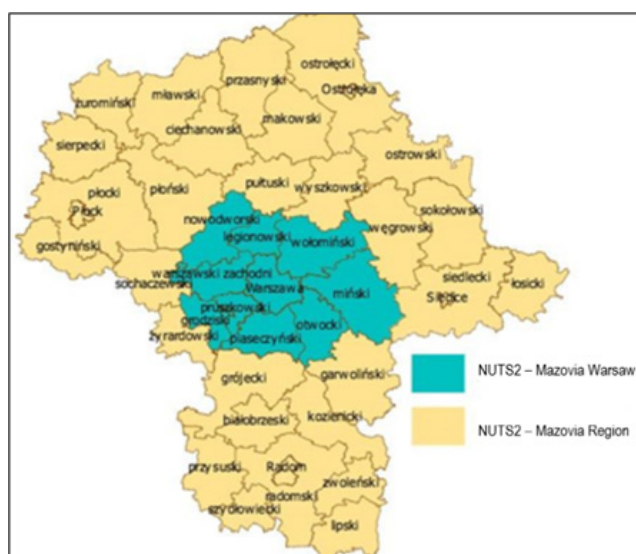 ostrołęcki
przasnyski
Ostrołęka
mławski
żuromiński
makowski
ciechanowski
ostrowski
sierpecki
pułtuski
wyszkowski
płocki
płoński
sokołowski
Płock
nowodworski
węgrowski
legionowski
wołomiński
gostyniński
warszawski zachodni
siedlecki
sochaczewski
Warszawa
łosicki
miński
Siedlce
pruszkowski
grodziski
otwocki
żyrardowski
piaseczyński
garwoliński
NUTS2 – Mazovia Warsaw
grójecki
białobrzeski
kozienicki
NUTS2 – Mazovia Region
przysuski
Radom
zwoleński
radomski
szydłowiecki
lipski